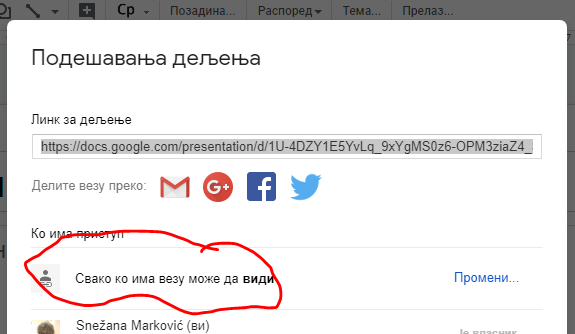 Ср Позадина... Распоред Тема... Прелаз...
Подешавања дељења
Линк за дељење
https://docs.google.com/presentation/d/1U-4DZY1E5YvLq_9xYgMS0z6-OPM3ziaZ4_
Делите везу преко:
Ко има приступ
Свако ко има везу може да види
Промени...
Snežana Marković (ви)
Је власник